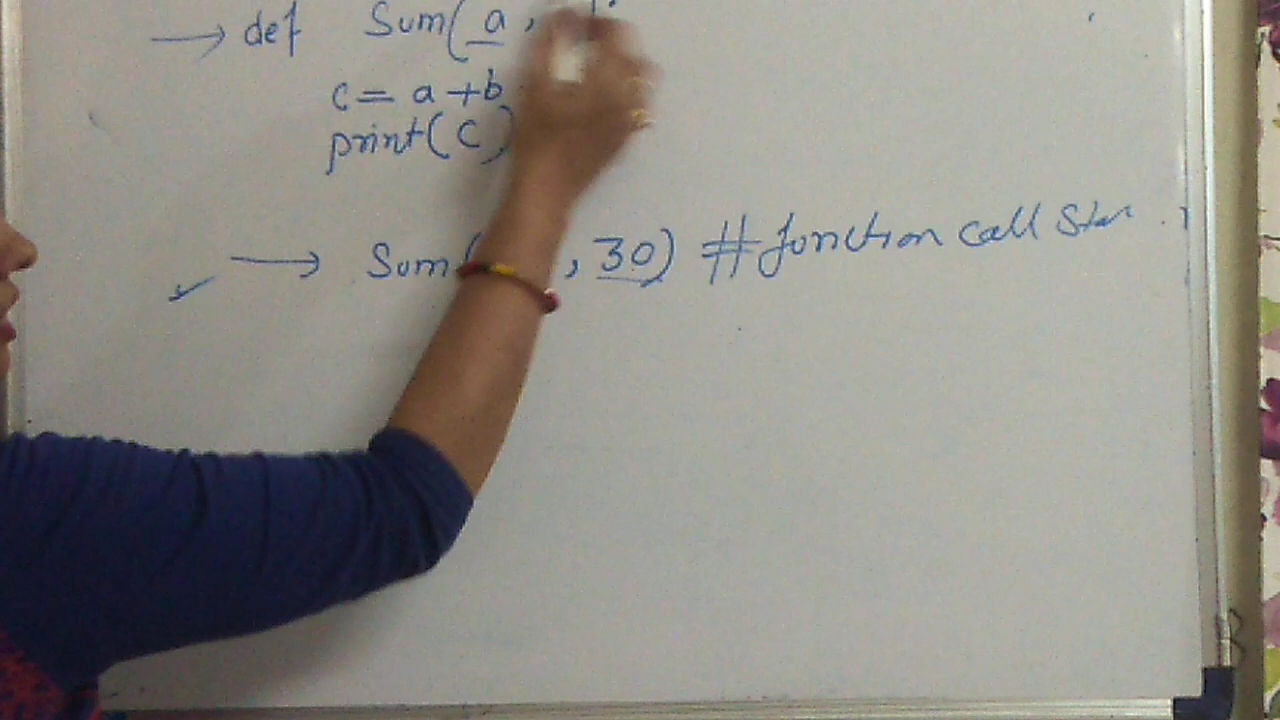 → def Sum( a ,
c = a + b
print( c )
→ Sum( , 30) # function call